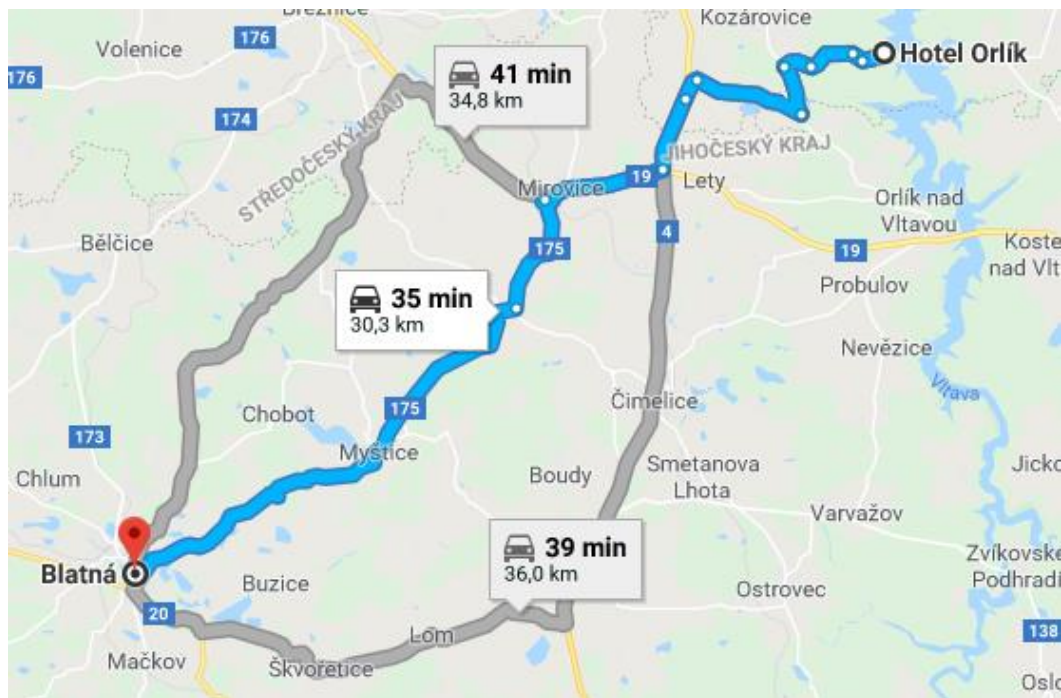 Březnice
Kozárovice
Volenice
176
176
Hotel Orlík
41 min
34,8 km
174
STŘEDOČESKÝ KRAJ
JIHOČESKÝ KRAJ
19
Mirovice
Lety
Orlík nad
Vltavou
4
Bělčice
175
19
Koste
nad Vlt
Probulov
35 min
30,3 km
Nevězice
Vltava
Čimelice
175
Chobot
173
Myštice
Chlum
Boudy
Smetanova
Lhota
Jicko
Varvažov
39 min
36,0 km
Zvíkovské
Podhradí
Blatná
Buzice
Ostrovec
20
Lom
138
Mačkov
Škvořetice
Oslo